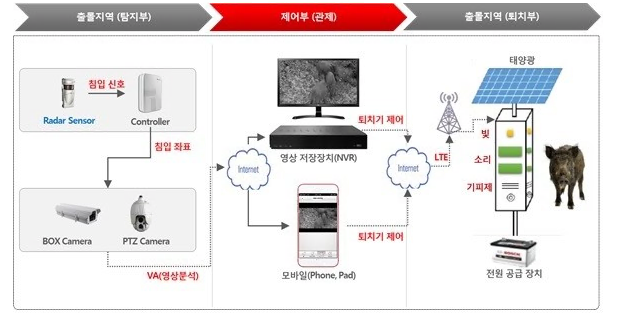 출몰지역 (탐지부)
제어부 (관제)
출몰지역 (퇴치부)
침입 신호
Radar Sensor
Controller
침입 좌표
BOX Camera
PTZ Camera
VA(영상분석)
Internet
영상 저장장치(NVR)
모바일(Phone, Pad)
퇴치기 제어
퇴치기 제어
Internet
LTE
태양광
빛
소리
기피제
전원 공급 장치